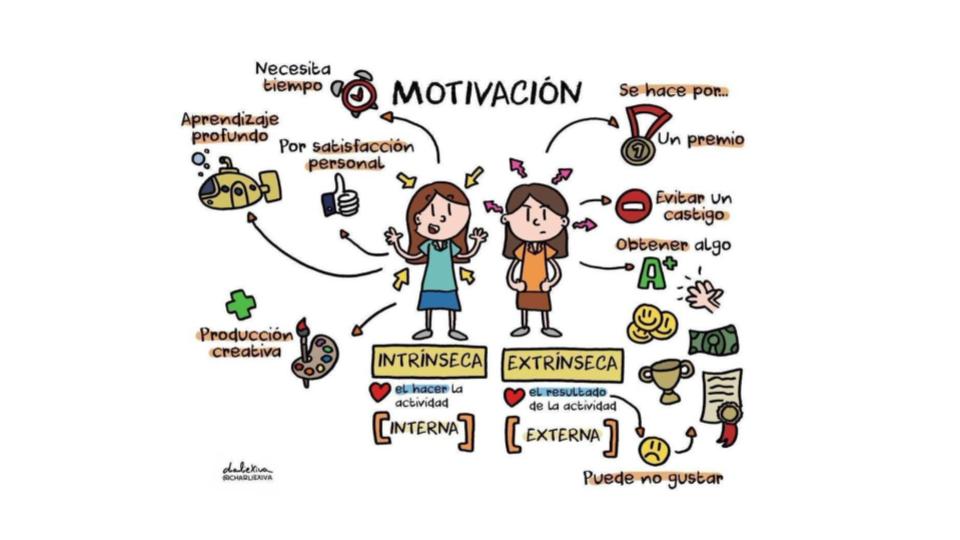 MOTIVACIÓN
Necesita
tiempo
Aprendizaje
profundo
Por satisfacción
personal
Producción
creativa
INTRÍNSECA
el hacer la
actividad
[INTERNA]
Se hace por...
1
Un premio
Evitar un
castigo
Obtener algo
A+
EXTRÍNSECA
el resultado
de la actividad
[EXTERNA]
Puede no gustar
@CHARLIEXIVA